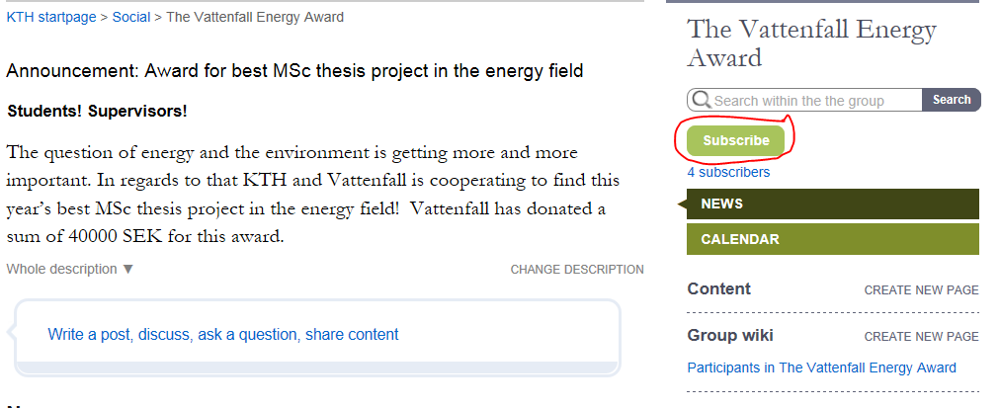 KTH startpage > Social > The Vattenfall Energy Award
Announcement: Award for best MSc thesis project in the energy field
Students! Supervisors!
The question of energy and the environment is getting more and more
important. In regards to that KTH and Vattenfall is cooperating to find this
year's best MSc thesis project in the energy field!  Vattenfall has donated a
sum of 40000 SEK for this award.
Whole description ▼
CHANGE DESCRIPTION
Write a post, discuss, ask a question, share content
The Vattenfall Energy
Award
Search within the the group
Search
Subscribe
4 subscribers
NEWS
CALENDAR
Content
CREATE NEW PAGE
Group wiki
CREATE NEW PAGE
Participants in The Vattenfall Energy Award